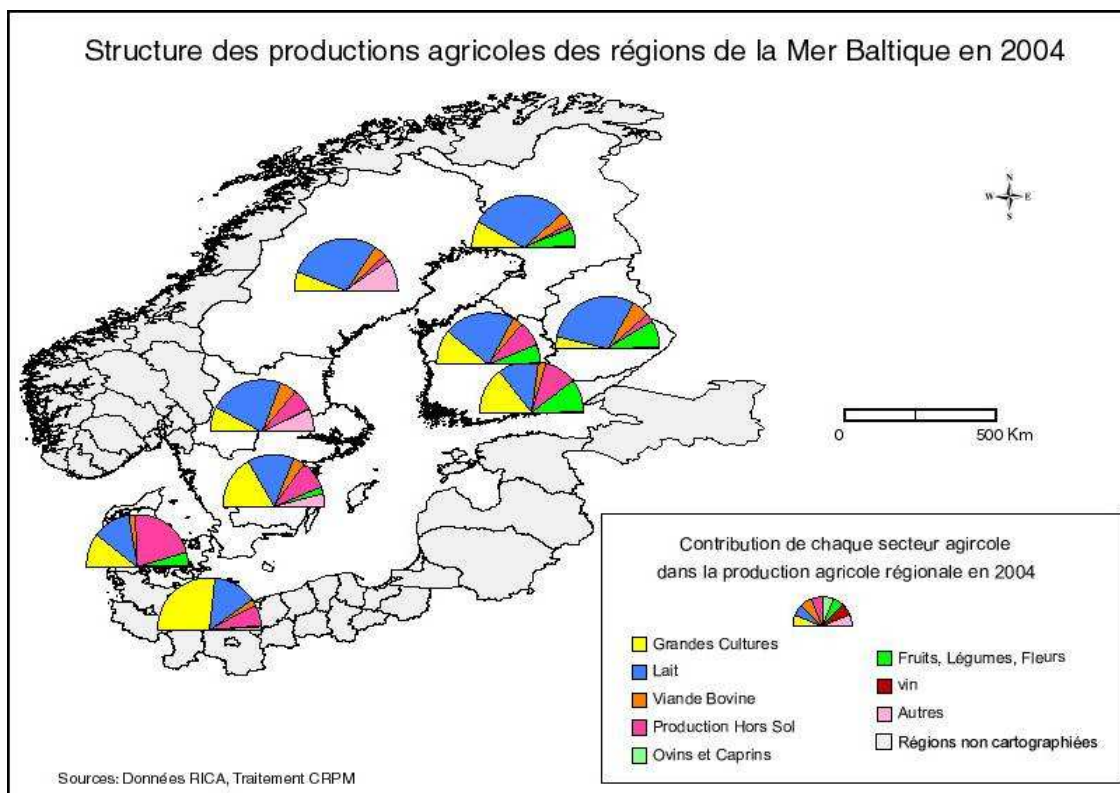 Structure des productions agricoles des régions de la Mer Baltique en 2004
N
W E
S
0 500 Km
Contribution de chaque secteur agircole
dans la production agricole régionale en 2004
Grandes Cultures
Lait
Viande Bovine
Production Hors Sol
Ovins et Caprins
Fruits, Légumes, Fleurs
vin
Autres
Régions non cartographiées
Sources: Données RICA, Traitement CRPM